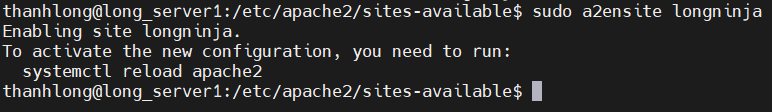 thanhlong@long_server1:/etc/apache2/sites-available$ sudo a2ensite longninja
Enabling site longninja.
To activate the new configuration, you need to run:
  systemctl reload apache2
thanhlong@long_server1:/etc/apache2/sites-available$